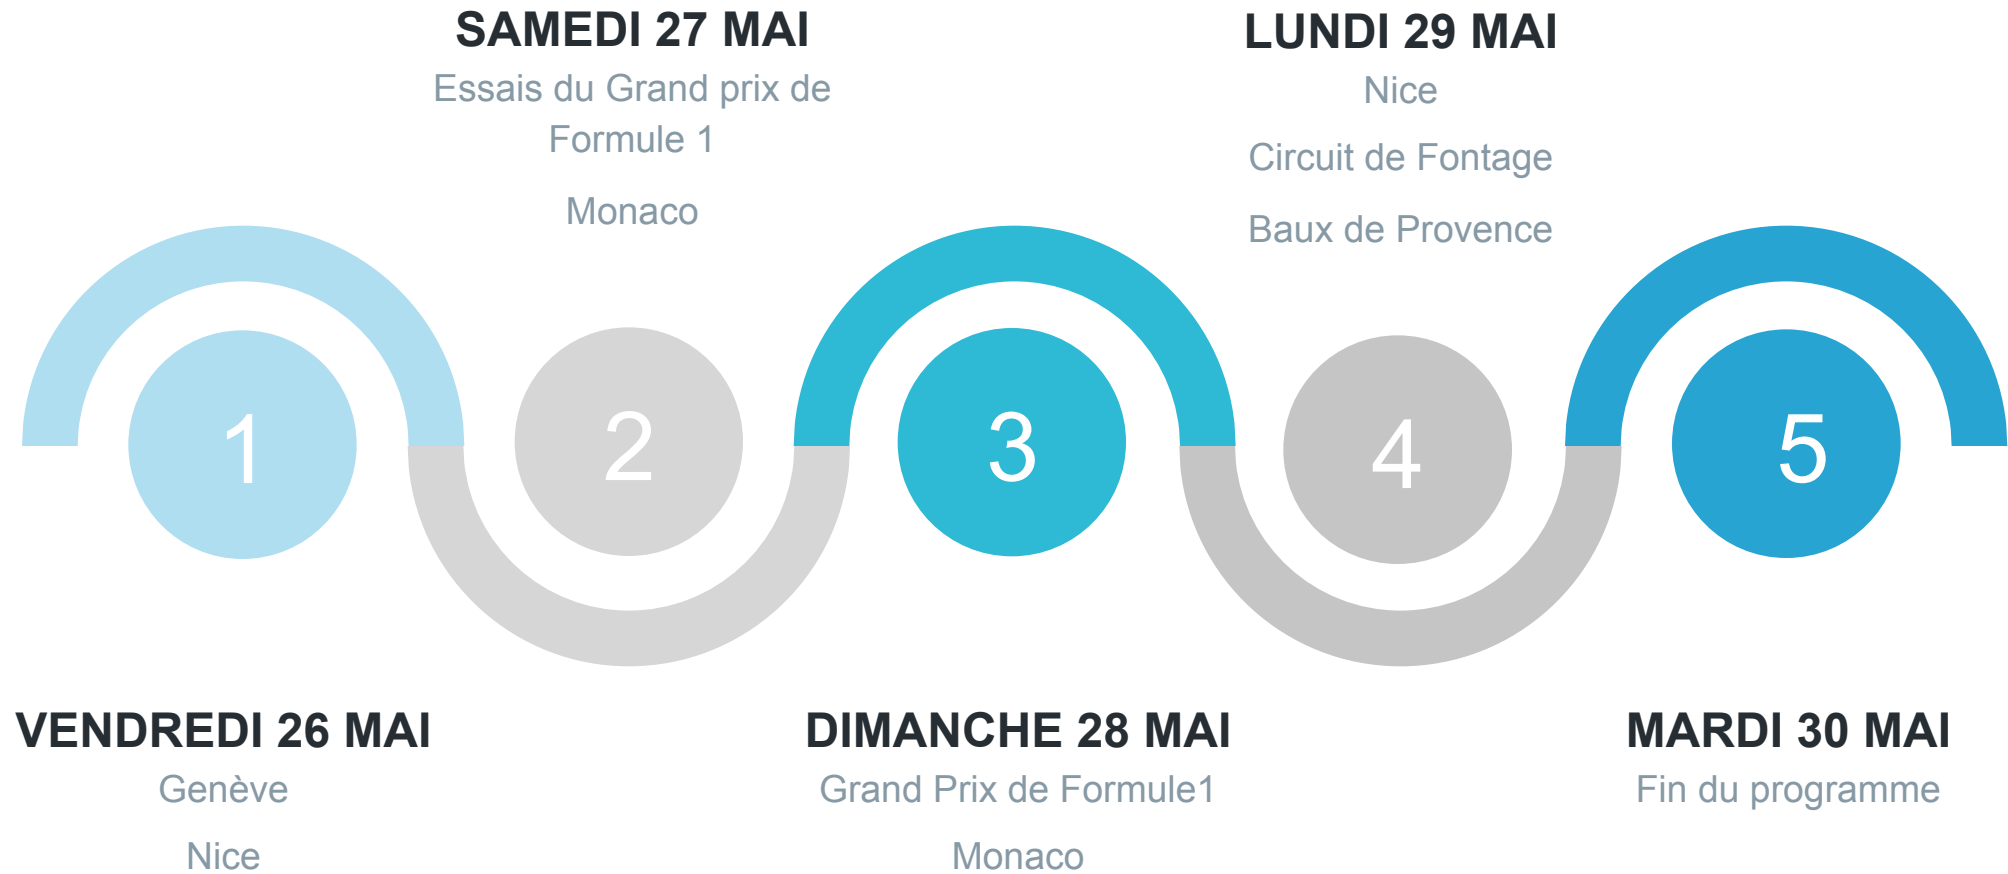 SAMEDI 27 MAI
Essais du Grand prix de
Formule 1
Monaco
LUNDI 29 MAI
Nice
Circuit de Fontage
Baux de Provence
1
2
3
4
5
VENDREDI 26 MAI
Genève
Nice
DIMANCHE 28 MAI
Grand Prix de Formule1
Monaco
MARDI 30 MAI
Fin du programme